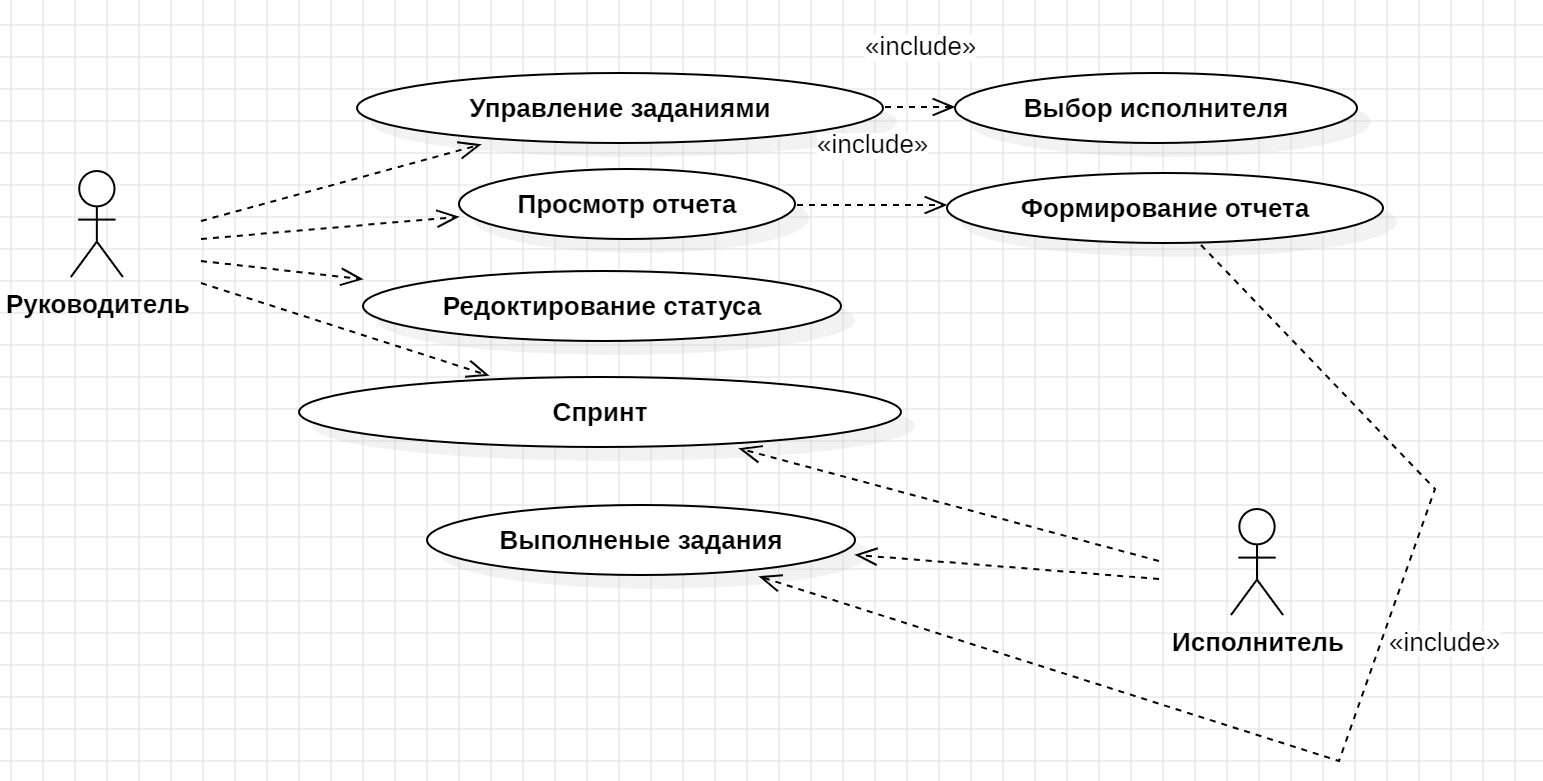 «include»
Управление заданиями
Выбор исполнителя
«include»
Просмотр отчета
Формирование отчета
Руководитель
Редоктирование статуса
Спринт
Выполненые задания
Исполнитель
«include»